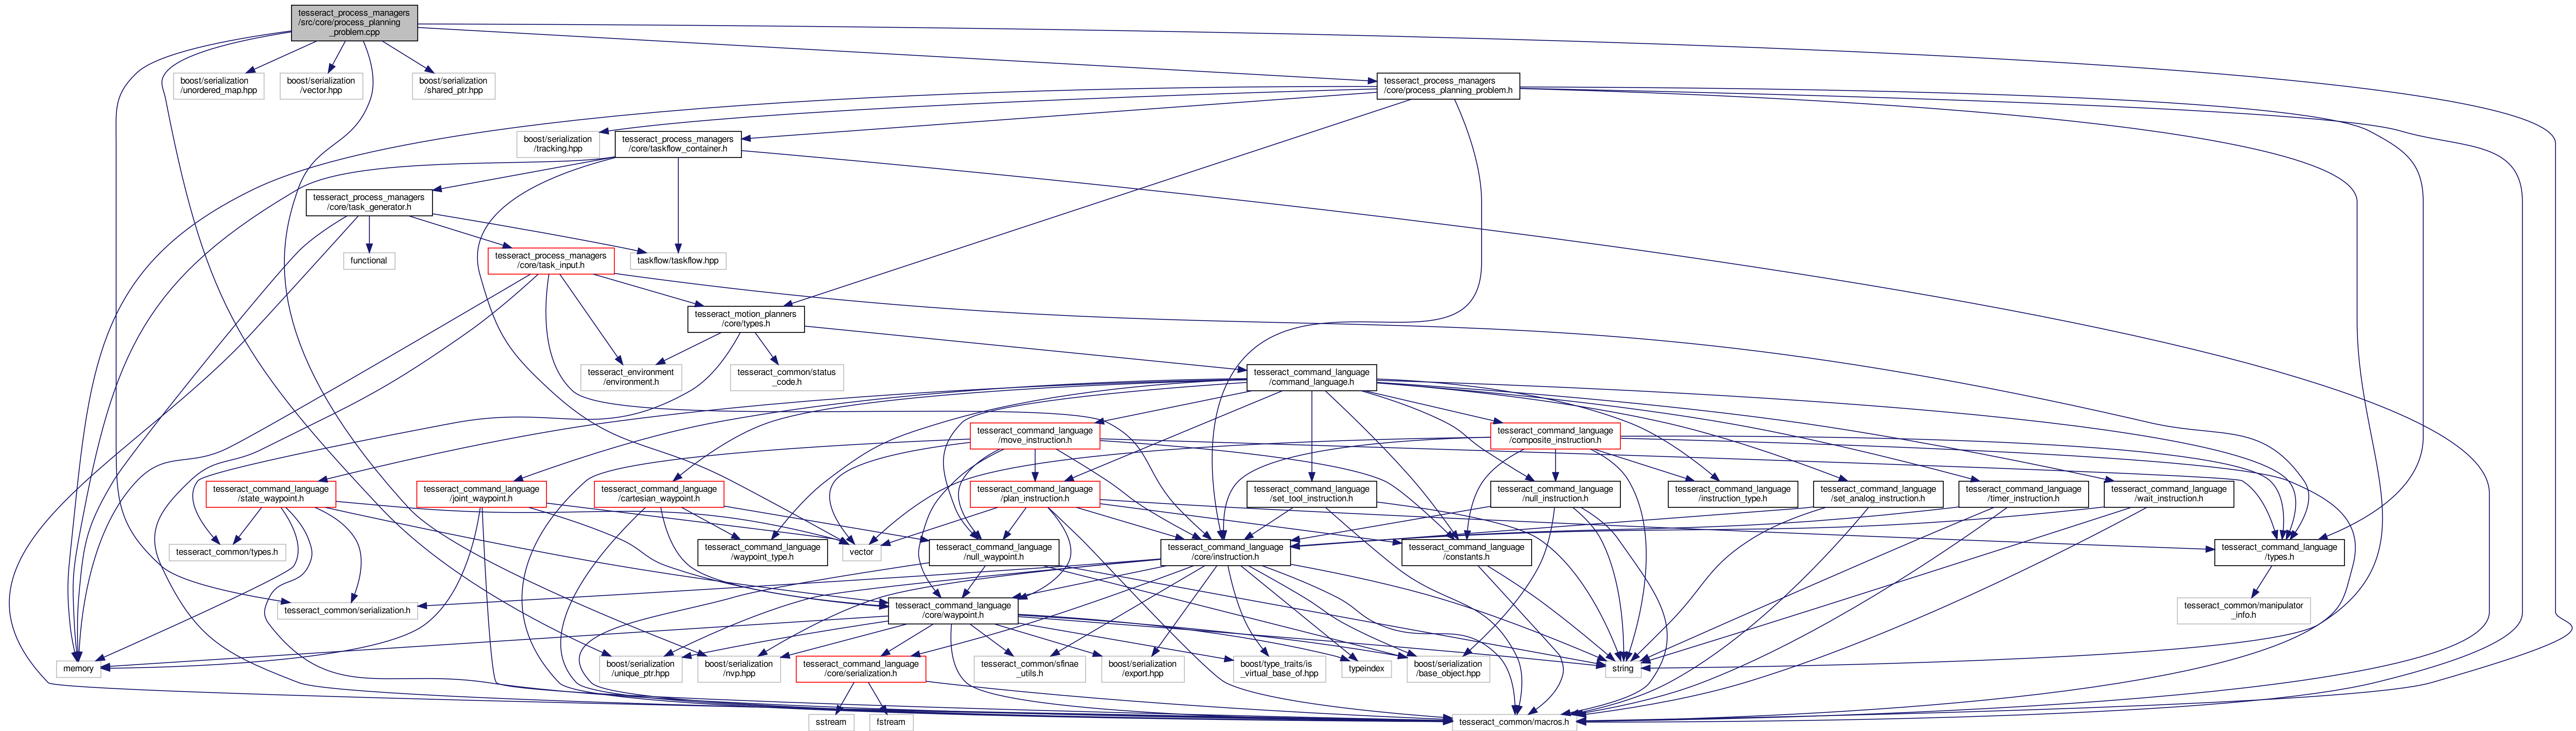 tesseract_process_managers
/src/core/process_planning
_problem.cpp
boost/serialization
/unordered_map.hpp
boost/serialization
/vector.hpp
boost/serialization
/shared_ptr.hpp
tesseract_process_managers
/core/process_planning_problem.h
boost/serialization
/tracking.hpp
tesseract_process_managers
/core/taskflow_container.h
tesseract_process_managers
/core/task_generator.h
functional
tesseract_process_managers
/core/task_input.h
taskflow/taskflow.hpp
tesseract_motion_planners
/core/types.h
tesseract_environment
/environment.h
tesseract_common/status
_code.h
tesseract_command_language
/command_language.h
tesseract_command_language
/move_instruction.h
tesseract_command_language
/composite_instruction.h
tesseract_command_language
/state_waypoint.h
tesseract_command_language
/joint_waypoint.h
tesseract_command_language
/cartesian_waypoint.h
tesseract_command_language
/plan_instruction.h
tesseract_command_language
/set_tool_instruction.h
tesseract_command_language
/null_instruction.h
tesseract_command_language
/instruction_type.h
tesseract_command_language
/set_analog_instruction.h
tesseract_command_language
/timer_instruction.h
tesseract_command_language
/wait_instruction.h
tesseract_common/types.h
tesseract_command_language
/waypoint_type.h
vector
tesseract_command_language
/null_waypoint.h
tesseract_command_language
/core/instruction.h
tesseract_command_language
/constants.h
tesseract_command_language
/types.h
tesseract_common/serialization.h
tesseract_command_language
/core/waypoint.h
tesseract_common/manipulator
_info.h
memory
boost/serialization
/unique_ptr.hpp
boost/serialization
/nvp.hpp
tesseract_command_language
/core/serialization.h
tesseract_common/sfinae
_utils.h
boost/serialization
/export.hpp
boost/type_traits/is
_virtual_base_of.hpp
typeindex
boost/serialization
/base_object.hpp
string
sstream
fstream
tesseract_common/macros.h